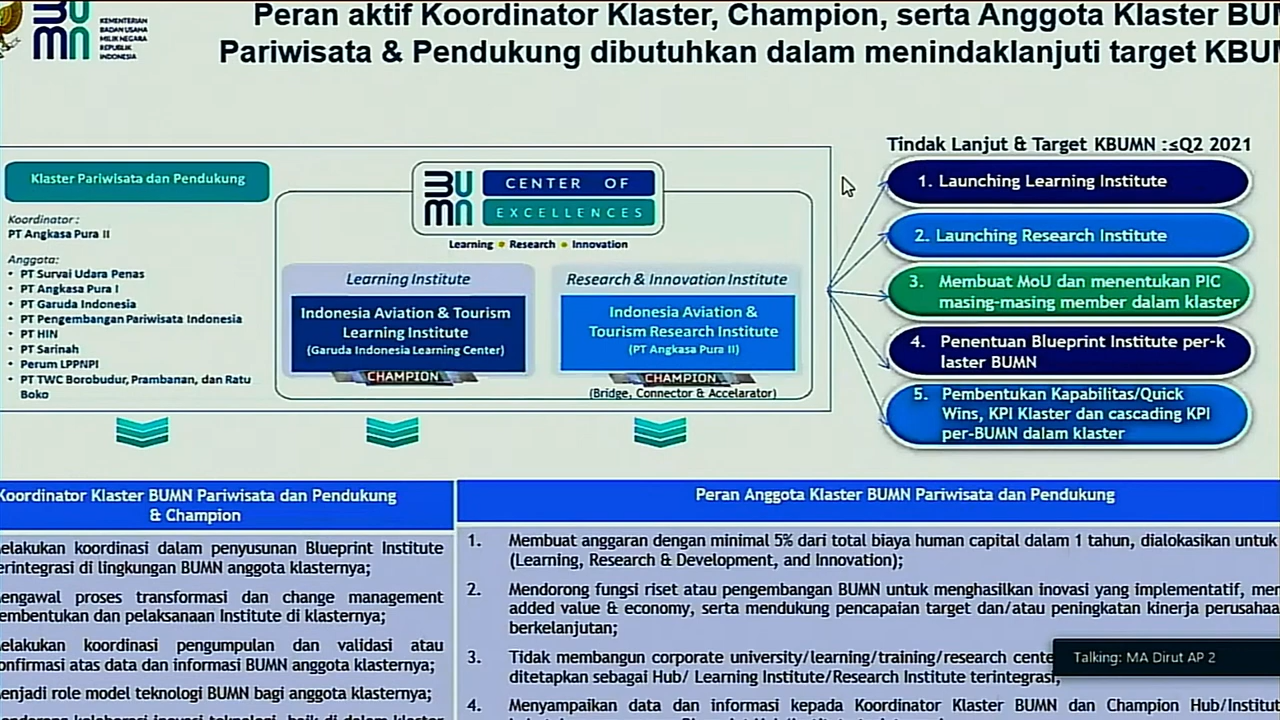 KEMENTERIAN
BADAN USAHA
MILIK NEGARA
REPUBLIK
INDONESIA
Peran aktif Koordinator Klaster, Champion, serta Anggota Klaster BU
Pariwisata & Pendukung dibutuhkan dalam menindaklanjuti target KBU
Klaster Pariwisata dan Pendukung
Koordinator :
PT Angkasa Pura II
Anggota:
• PT Survai Udara Penas
• PT Angkasa Pura I
• PT Garuda Indonesia
• PT Pengembangan Pariwisata Indonesia
• PT HIN
• PT Sarinah
• Perum LPPNPI
• PT TWC Borobudur, Prambanan, dan Ratu
Boko
BUMN
CENTER OF
EXCELLENCES
Learning • Research • Innovation
Learning Institute
Indonesia Aviation & Tourism
Learning Institute
(Garuda Indonesia Learning Center)
CHAMPION
Research & Innovation Institute
Indonesia Aviation &
Tourism Research Institute
(PT Angkasa Pura II)
CHAMPION
(Bridge, Connector & Accelarator)
Tindak Lanjut & Target KBUMN :≤Q2 2021
1. Launching Learning Institute
2. Launching Research Institute
3. Membuat MoU dan menentukan PIC
masing-masing member dalam klaster
4. Penentuan Blueprint Institute per-k
laster BUMN
5. Pembentukan Kapabilitas/Quick
Wins, KPI Klaster dan cascading KPI
per-BUMN dalam klaster
Koordinator Klaster BUMN Pariwisata dan Pendukung
& Champion
elakukan koordinasi dalam penyusunan Blueprint Institute
erintegrasi di lingkungan BUMN anggota klasternya;
engawal proses transformasi dan change management
embentukan dan pelaksanaan Institute di klasternya;
elakukan koordinasi pengumpulan dan validasi atau
onfirmasi atas data dan informasi BUMN anggota klasternya;
enjadi role model teknologi BUMN bagi anggota klasternya;
Peran Anggota Klaster BUMN Pariwisata dan Pendukung
1. Membuat anggaran dengan minimal 5% dari total biaya human capital dalam 1 tahun, dialokasikan untuk
(Learning, Research & Development, and Innovation);
2. Mendorong fungsi riset atau pengembangan BUMN untuk menghasilkan inovasi yang implementatif, mem
added value & economy, serta mendukung pencapaian target dan/atau peningkatan kinerja perusahaa
berkelanjutan;
3. Tidak membangun corporate university/learning/training/research cente
ditetapkan sebagai Hub/ Learning Institute/Research Institute terintegrasi;
4. Menyampaikan data dan informasi kepada Koordinator Klaster BUMN dan Champion Hub/Institut
Talking: MA Dirut AP 2